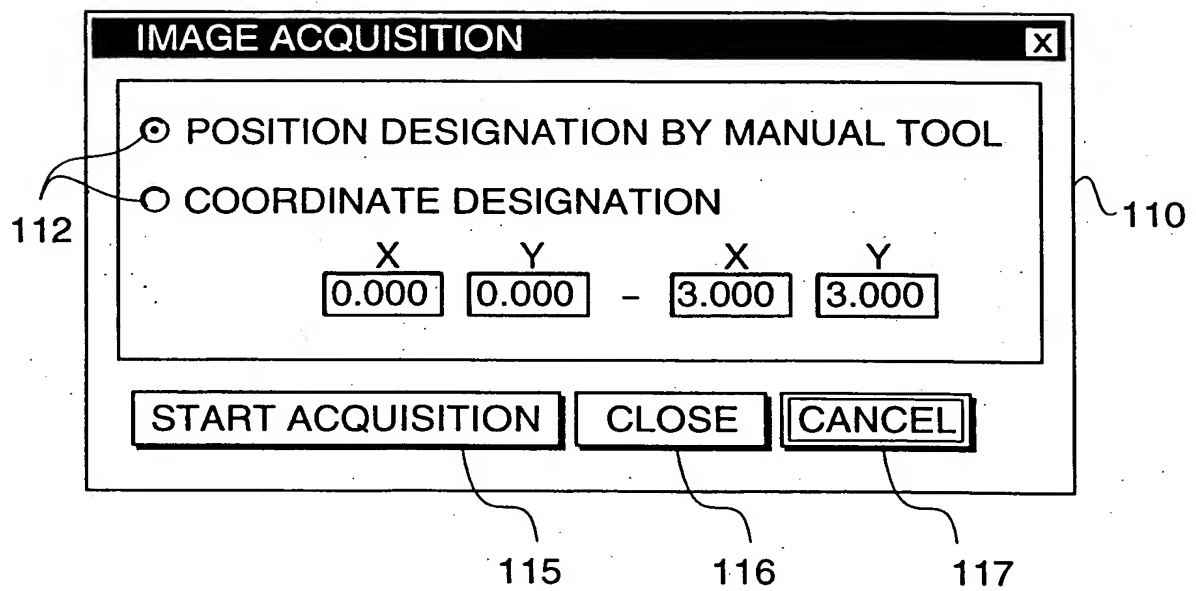 IMAGE ACQUISITION X
POSITION DESIGNATION BY MANUAL TOOL
COORDINATE DESIGNATION
112
110
X Y X Y
0.000 0.000 – 3.000 3.000
START ACQUISITION CLOSE CANCEL
115 116 117